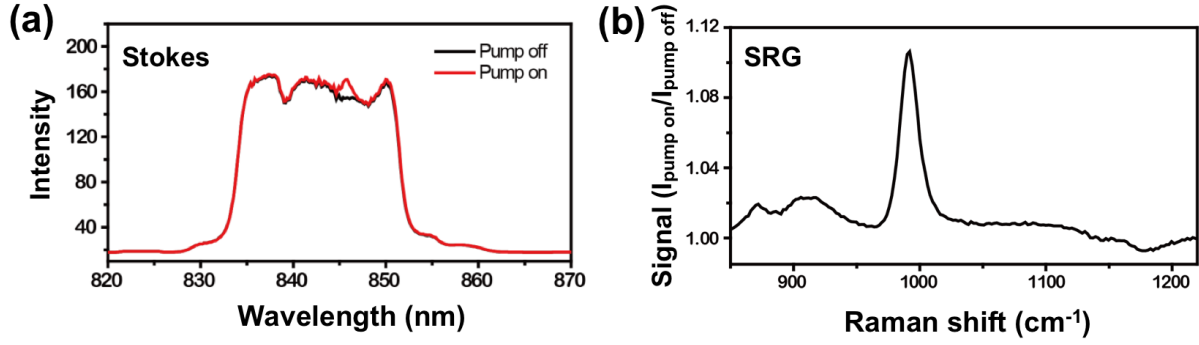 (a)
Stokes
Pump off
Pump on
200
160
120
80
40
Intensity
820 830 840 850 860 870
Wavelength (nm)
(b)
SRG
1.12
1.08
1.04
1.00
Signal (Ipump on/Ipump off)
900 1000 1100 1200
Raman shift (cm⁻¹)